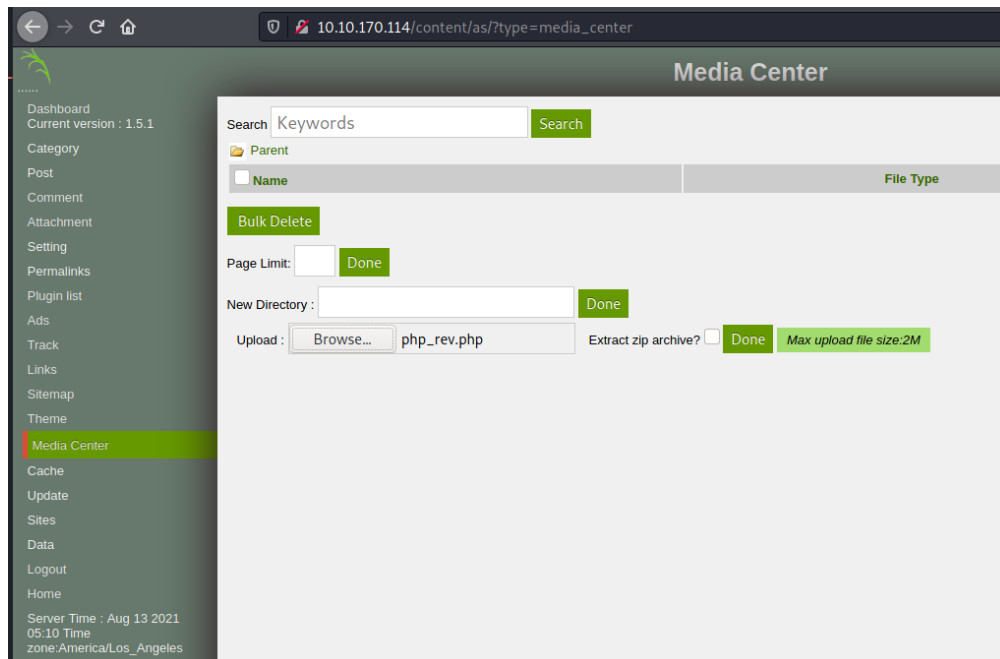 10.10.170.114/content/as/?type=media_center
......
Media Center
Dashboard
Current version : 1.5.1
Category
Post
Comment
Attachment
Setting
Permalinks
Plugin list
Ads
Track
Links
Sitemap
Theme
Media Center
Cache
Update
Sites
Data
Logout
Home
Server Time : Aug 13 2021
05:10 Time
zone:America/Los_Angeles
Search Keywords Search
Parent
Name File Type
Bulk Delete
Page Limit: Done
New Directory : Done
Upload : Browse... php_rev.php Extract zip archive? Done Max upload file size:2M